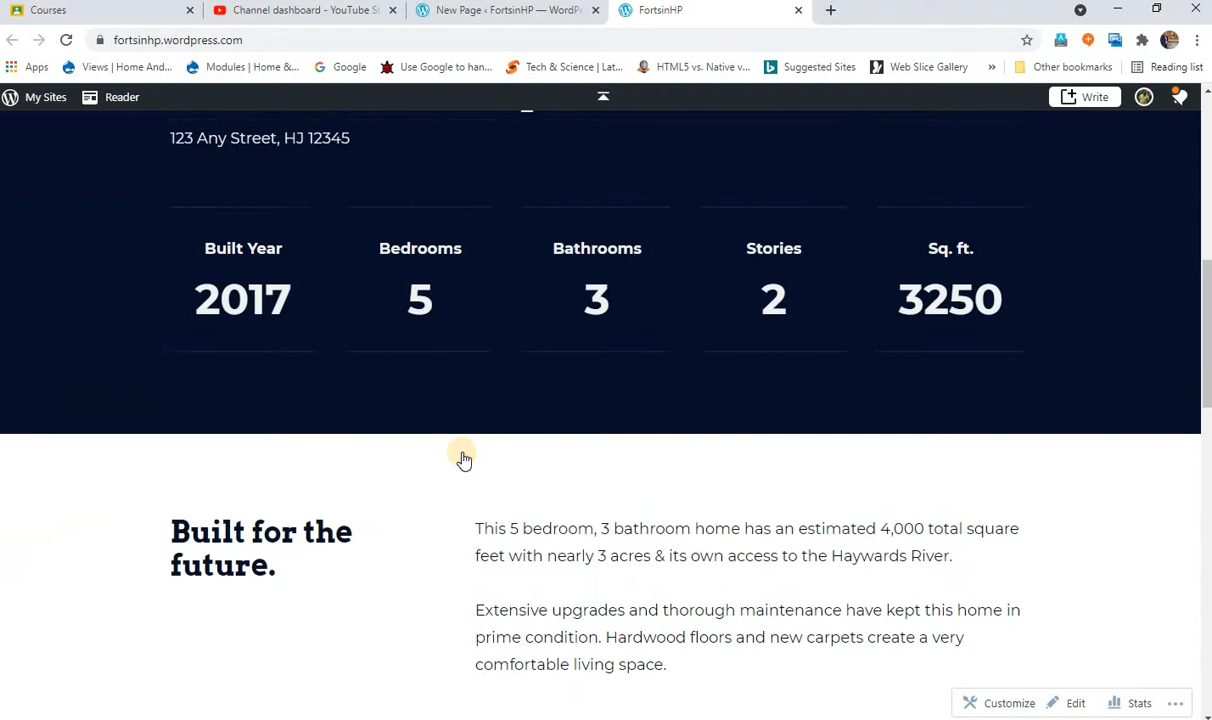 Courses
Channel dashboard - YouTube St
New Page ‹ FortsinHP — WordPr
FortsinHP
fortsinhp.wordpress.com
Apps
Views | Home And...
Modules | Home &...
Google
Use Google to han...
Tech & Science | Lat...
HTML5 vs. Native v...
Suggested Sites
Web Slice Gallery
»
Other bookmarks
Reading list
My Sites
Reader
Write
123 Any Street, HJ 12345
Built Year
Bedrooms
Bathrooms
Stories
Sq. ft.
2017
5
3
2
3250
Built for the
future.
This 5 bedroom, 3 bathroom home has an estimated 4,000 total square
feet with nearly 3 acres & its own access to the Haywards River.
Extensive upgrades and thorough maintenance have kept this home in
prime condition. Hardwood floors and new carpets create a very
comfortable living space.
Customize
Edit
Stats